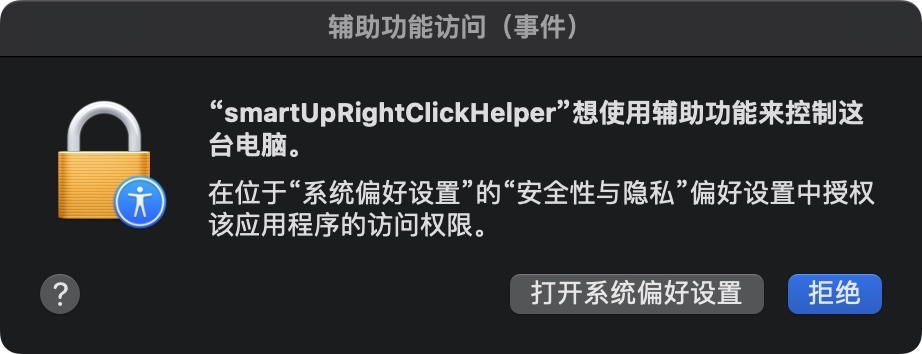 辅助功能访问（事件）
“smartUpRightClickHelper”想使用辅助功能来控制这
台电脑。
在位于“系统偏好设置”的“安全性与隐私”偏好设置中授权
该应用程序的访问权限。
?
打开系统偏好设置
拒绝